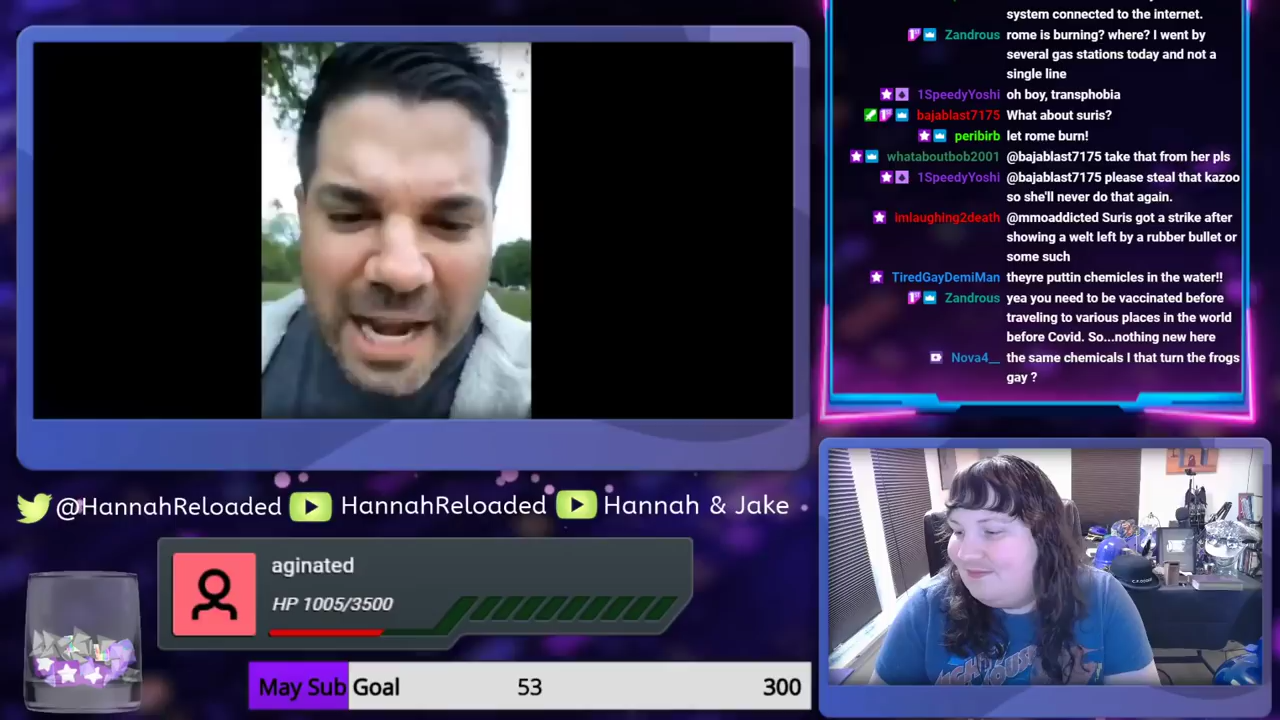 system connected to the internet.
Zandrous rome is burning? where? I went by
several gas stations today and not a
single line
1SpeedyYoshi oh boy, transphobia
bajablast7175 What about suris?
peribirb let rome burn!
whataboutbob2001 @bajablast7175 take that from her pls
1SpeedyYoshi @bajablast7175 please steal that kazoo
so she'll never do that again.
imlaughing2death @mmoaddicted Suris got a strike after
showing a welt left by a rubber bullet or
some such
TiredGayDemiMan theyre puttin chemicles in the water!!
Zandrous yea you need to be vaccinated before
traveling to various places in the world
before Covid. So...nothing new here
Nova4__ the same chemicals I that turn the frogs
gay ?
@HannahReloaded HannahReloaded Hannah & Jake
aginated
HP 1005/3500
May Sub Goal 53 300